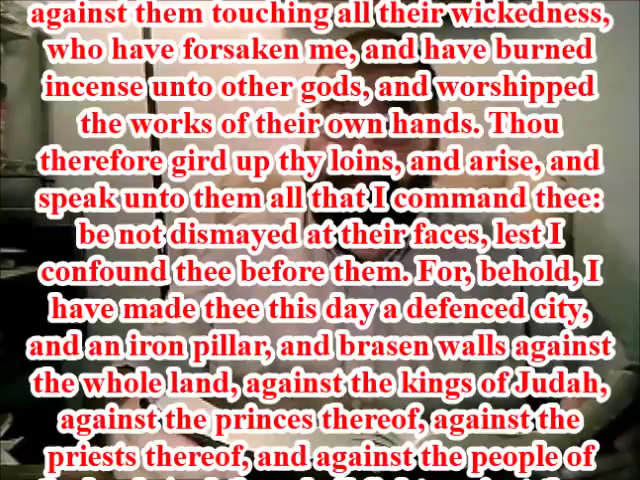 against them touching all their wickedness,
who have forsaken me, and have burned
incense unto other gods, and worshipped
the works of their own hands. Thou
therefore gird up thy loins, and arise, and
speak unto them all that I command thee:
be not dismayed at their faces, lest I
confound thee before them. For, behold, I
have made thee this day a defenced city,
and an iron pillar, and brasen walls against
the whole land, against the kings of Judah,
against the princes thereof, against the
priests thereof, and against the people of